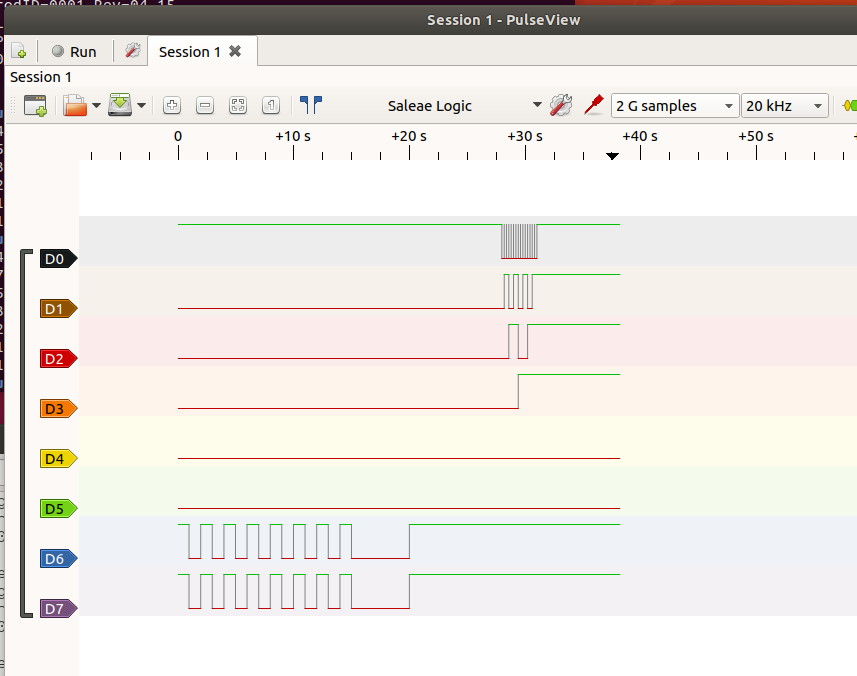 todID=0001 Rev=04.15
Session 1 - PulseView
Run
Session 1
Session 1
Saleae Logic
2 G samples
20 kHz
0
+10 s
+20 s
+30 s
+40 s
+50 s
D0
D1
D2
D3
D4
D5
D6
D7